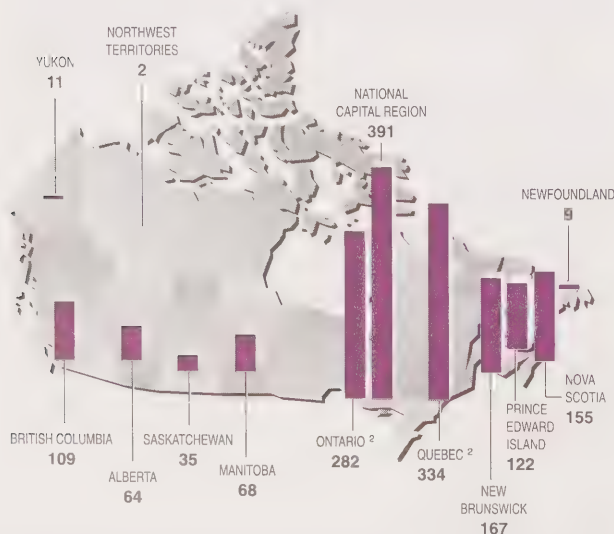 NORTHWEST
TERRITORIES
2
YUKON
11
NATIONAL
CAPITAL REGION
391
NEWFOUNDLAND
9
BRITISH COLUMBIA
109
ALBERTA
64
SASKATCHEWAN
35
MANITOBA
68
ONTARIO 2
282
QUEBEC 2
334
NEW
BRUNSWICK
167
PRINCE
EDWARD
ISLAND
122
NOVA
SCOTIA
155